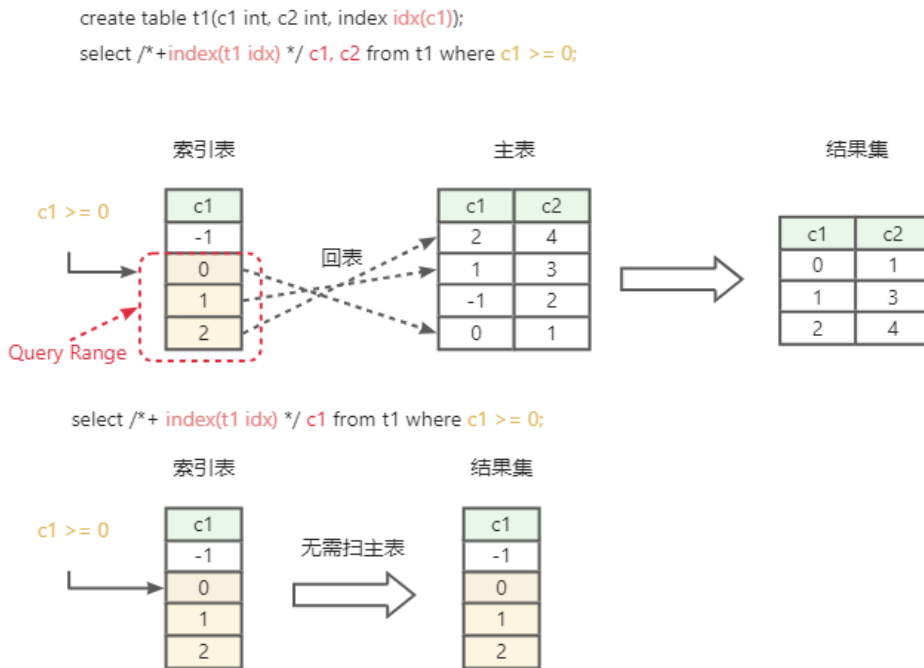 create table t1(c1 int, c2 int, index idx(c1));
select /*+index(t1 idx) */ c1, c2 from t1 where c1 >= 0;
索引表 主表 结果集
c1 >= 0
c1
-1
0
1
2
回表
c1 c2
2 4
1 3
-1 2
0 1
c1 c2
0 1
1 3
2 4
Query Range
select /*+ index(t1 idx) */ c1 from t1 where c1 >= 0;
索引表 结果集
c1 >= 0
c1
-1
0
1
2
无需扫主表
c1
-1
0
1
2